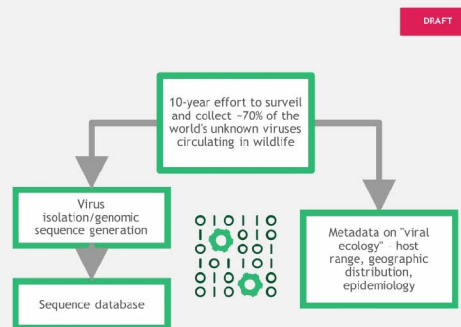 DRAFT
10-year effort to surveil
and collect ~70% of the
world's unknown viruses
circulating in wildlife
Virus
isolation/genomic
sequence generation
Sequence database
Metadata on "viral
ecology" - host
range, geographic
distribution,
epidemiology